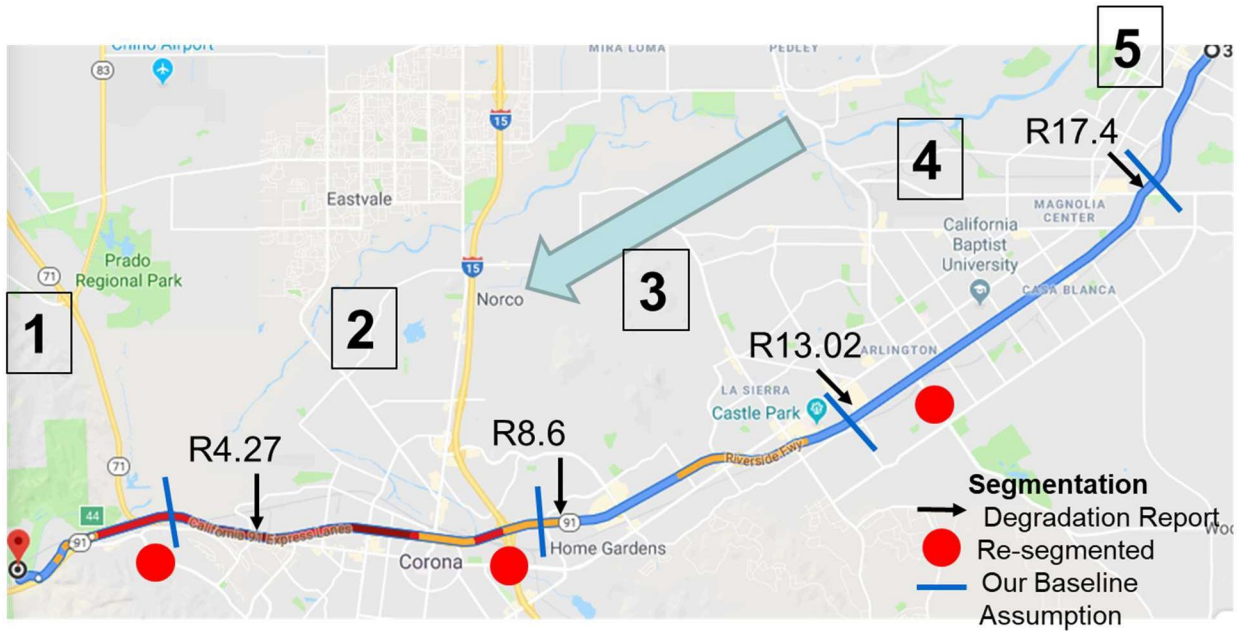 5
Chino Airport
MIRA LOMA
PEDLEY
3
83
15
R17.4
4
Eastvale
MAGNOLIA
CENTER
California
Baptist
University
Prado
Regional Park
71
15
3
Norco
CASA BLANCA
1
2
R13.02
ARLINGTON
LA SIERRA
Castle Park
R4.27
R8.6
Riverside Fwy
71
44
91
California 91 Express Lanes
91
Corona
Home Gardens
Segmentation
Degradation Report
Woo
Re-segmented
Our Baseline
Assumption